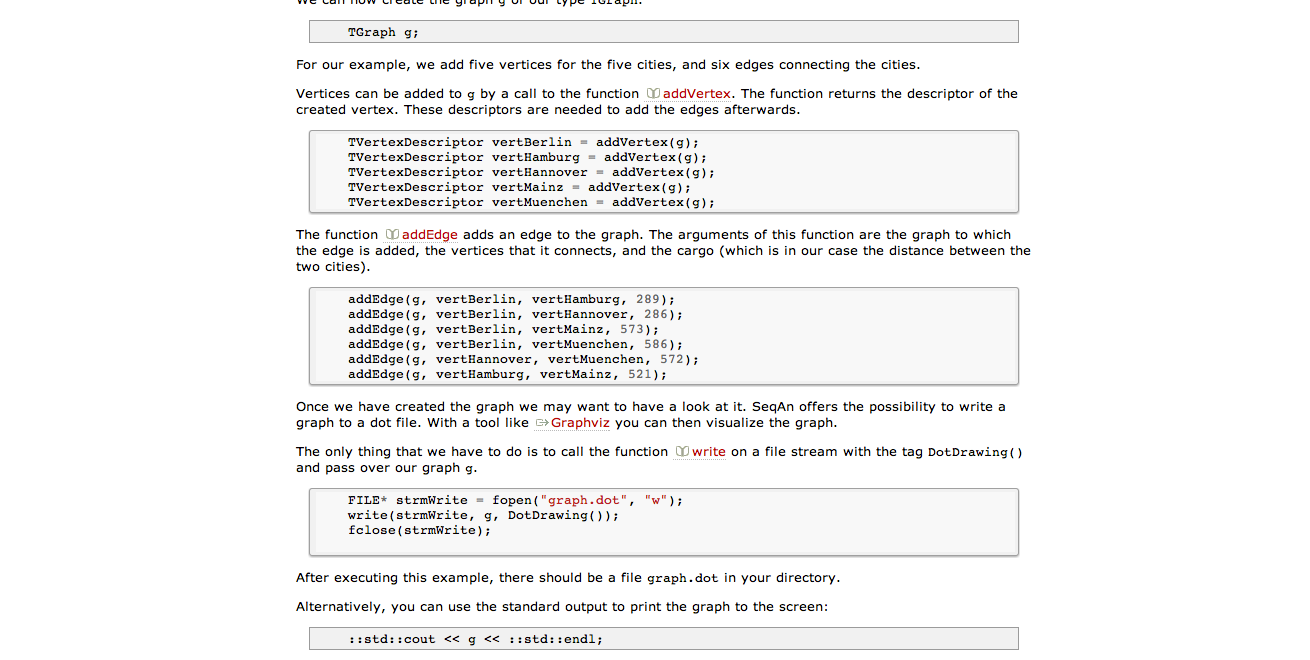 We can now create the graph g of our type TGraph.
TGraph g;
For our example, we add five vertices for the five cities, and six edges connecting the cities.
Vertices can be added to g by a call to the function addVertex. The function returns the descriptor of the
created vertex. These descriptors are needed to add the edges afterwards.
TVertexDescriptor vertBerlin = addVertex(g);
TVertexDescriptor vertHamburg = addVertex(g);
TVertexDescriptor vertHannover = addVertex(g);
TVertexDescriptor vertMainz = addVertex(g);
TVertexDescriptor vertMuenchen = addVertex(g);
The function addEdge adds an edge to the graph. The arguments of this function are the graph to which
the edge is added, the vertices that it connects, and the cargo (which is in our case the distance between the
two cities).
addEdge(g, vertBerlin, vertHamburg, 289);
addEdge(g, vertBerlin, vertHannover, 286);
addEdge(g, vertBerlin, vertMainz, 573);
addEdge(g, vertBerlin, vertMuenchen, 586);
addEdge(g, vertHannover, vertMuenchen, 572);
addEdge(g, vertHamburg, vertMainz, 521);
Once we have created the graph we may want to have a look at it. SeqAn offers the possibility to write a
graph to a dot file. With a tool like Graphviz you can then visualize the graph.
The only thing that we have to do is to call the function write on a file stream with the tag DotDrawing()
and pass over our graph g.
FILE* strmWrite = fopen("graph.dot", "w");
write(strmWrite, g, DotDrawing());
fclose(strmWrite);
After executing this example, there should be a file graph.dot in your directory.
Alternatively, you can use the standard output to print the graph to the screen:
::std::cout << g << ::std::endl;